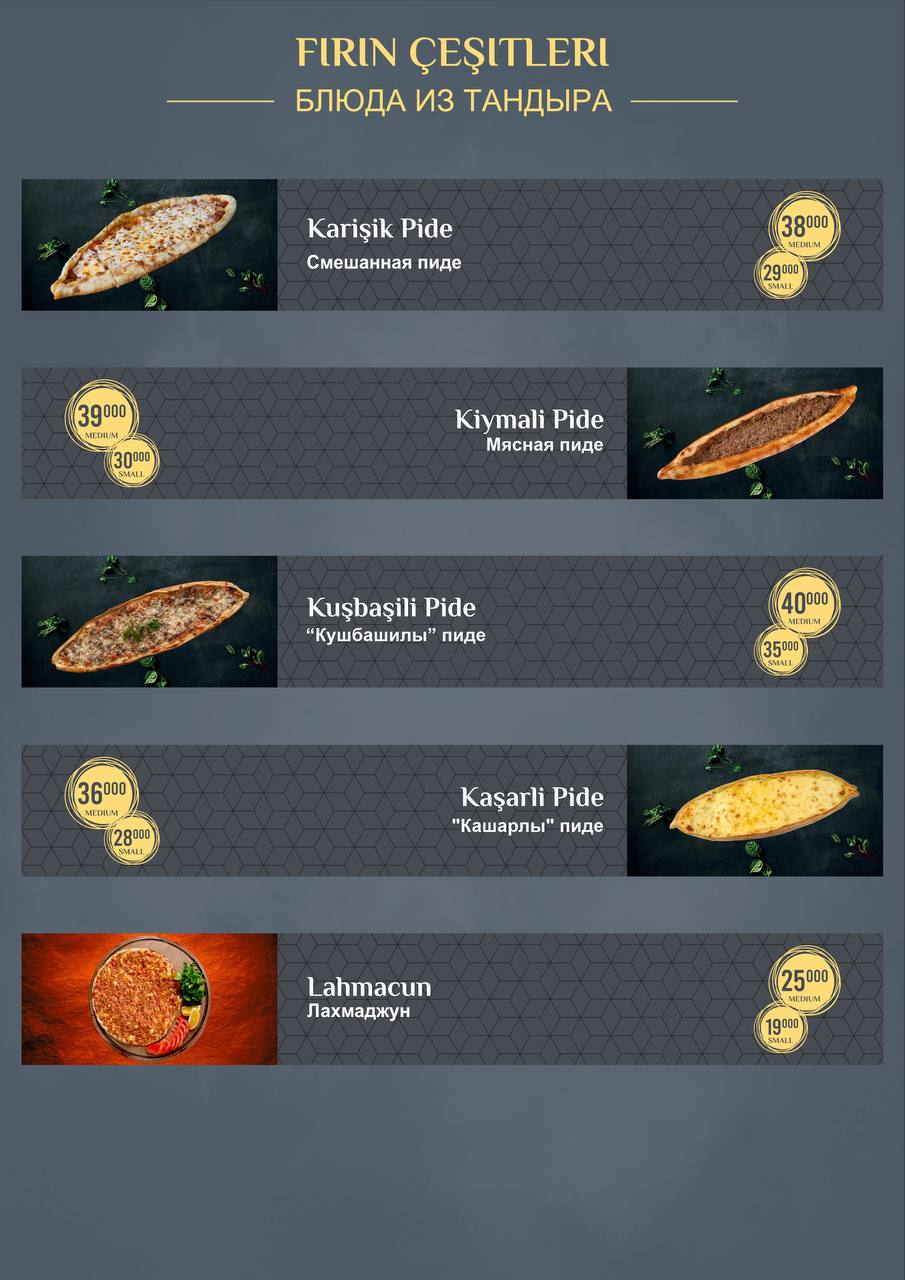 FIRIN ÇEŞITLERI
БЛЮДА ИЗ ТАНДЫРА
Karişik Pide
Смешанная пиде
38000
MEDIUM
29000
SMALL
39000
MEDIUM
30000
SMALL
Kiymali Pide
Мясная пиде
Kuşbaşili Pide
“Кушбашилы” пиде
40000
MEDIUM
35000
SMALL
36000
MEDIUM
28000
SMALL
Kaşarli Pide
"Кашарлы" пиде
Lahmacun
Лахмаджун
25000
MEDIUM
19000
SMALL